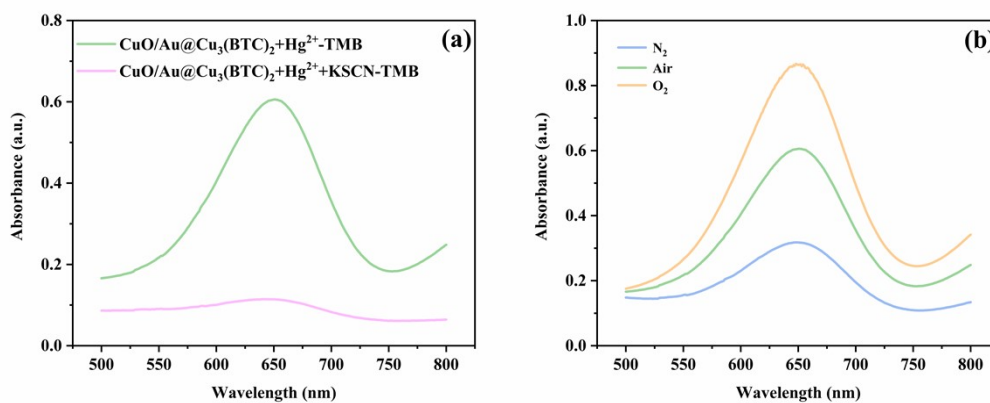 (a)
CuO/Au@Cu₃(BTC)₂+Hg²⁺-TMB
CuO/Au@Cu₃(BTC)₂+Hg²⁺+KSCN-TMB
Absorbance (a.u.)
0.8
0.6
0.4
0.2
0.0
500 550 600 650 700 750 800
Wavelength (nm)
(b)
N₂
Air
O₂
Absorbance (a.u.)
1.0
0.8
0.6
0.4
0.2
0.0
500 550 600 650 700 750 800
Wavelength (nm)